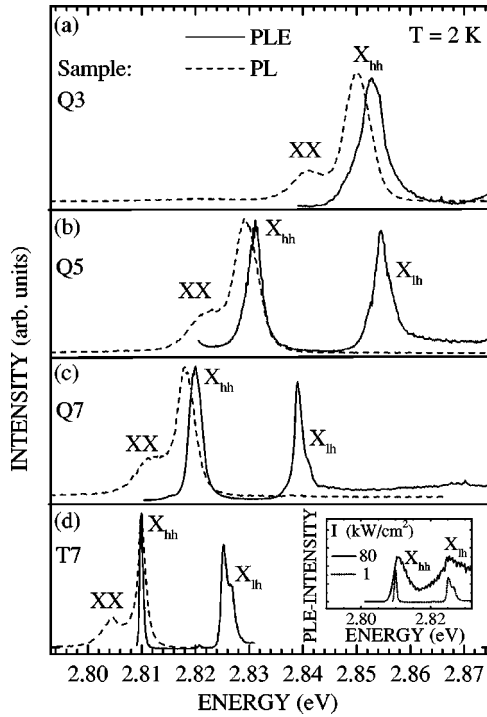 (a) PLE T = 2 K
Sample: PL X_hh
Q3
XX
(b)
Q5 X_hh
XX X_lh
(c)
Q7 X_hh
XX X_lh
(d)
T7 X_hh
XX X_lh
I (kW/cm²)
80 X_hh X_lh
1
PLE-INTENSITY
2.80 2.82
ENERGY (eV)
INTENSITY (arb. units)
2.80 2.81 2.82 2.83 2.84 2.85 2.86 2.87
ENERGY (eV)